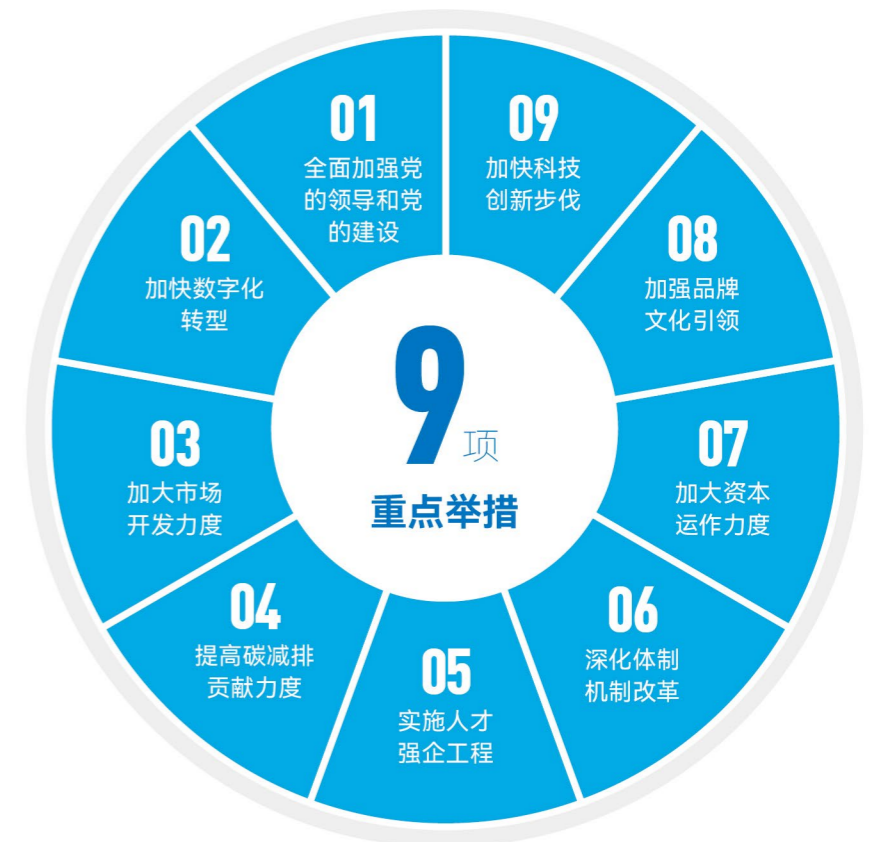 9
项
重点举措
01
全面加强党
的领导和党
的建设
02
加快数字化
转型
03
加大市场
开发力度
04
提高碳减排
贡献力度
05
实施人才
强企工程
06
深化体制
机制改革
07
加大资本
运作力度
08
加强品牌
文化引领
09
加快科技
创新步伐